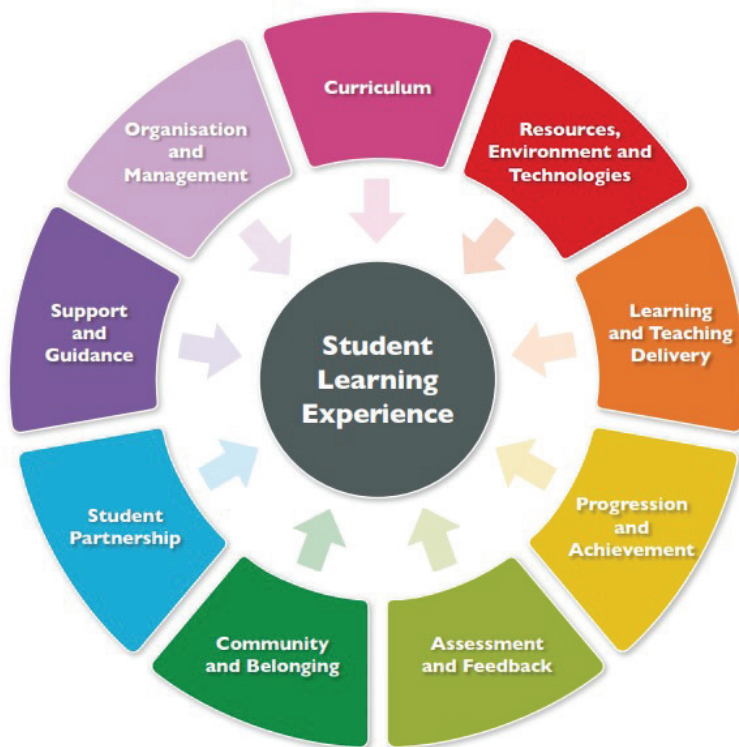 Curriculum
Resources,
Environment and
Technologies
Learning
and Teaching
Delivery
Progression
and
Achievement
Assessment
and Feedback
Community
and Belonging
Student
Partnership
Support
and
Guidance
Organisation
and
Management
Student
Learning
Experience